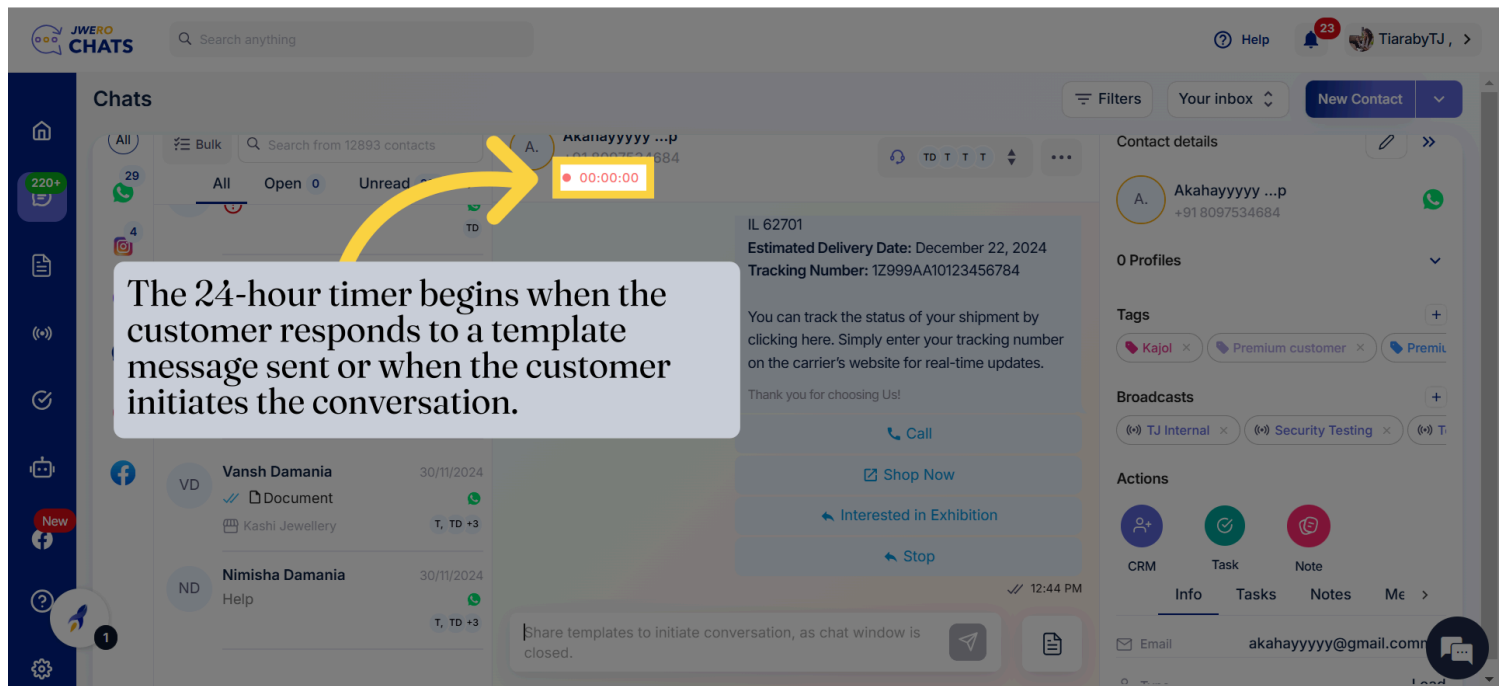 JWERO
CHATS
Search anything
Help
23
TiarabyTJ ,
Chats
Filters
Your inbox
New Contact
All
Bulk
Search from 12893 contacts
A.
Akahayyyyy ...p
+91 8097534684
TD T T T
00:00:00
Contact details
220+
29
All
Open 0
Unread
4
TD
A.
Akahayyyyy ...p
+91 8097534684
The 24-hour timer begins when the
customer responds to a template
message sent or when the customer
initiates the conversation.
IL 62701
Estimated Delivery Date: December 22, 2024
Tracking Number: 1Z999AA10123456784
You can track the status of your shipment by
clicking here. Simply enter your tracking number
on the carrier's website for real-time updates.
Thank you for choosing Us!
Call
Shop Now
Interested in Exhibition
Stop
12:44 PM
0 Profiles
Tags
Kajol
Premium customer
Broadcasts
TJ Internal
Security Testing
Actions
CRM
Task
Note
Info
Tasks
Notes
VD
Vansh Damania
30/11/2024
Document
Kashi Jewellery
T, TD +3
New
ND
Nimisha Damania
30/11/2024
Help
T, TD +3
1
Share templates to initiate conversation, as chat window is
closed.
Email